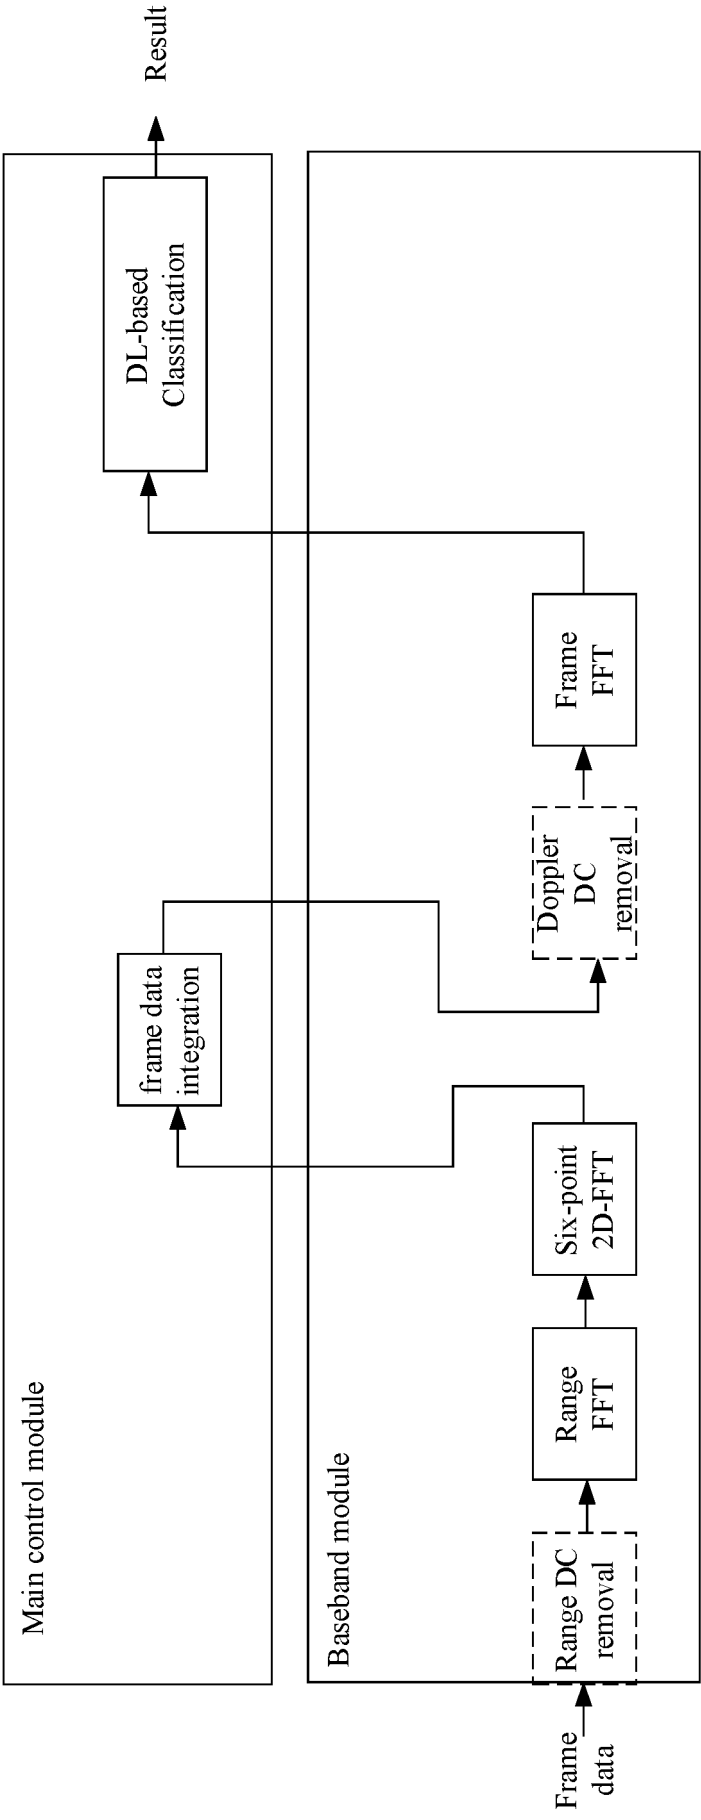 Main control module
frame data
integration
DL-based
Classification
Result
Baseband module
Frame
data
Range DC
removal
Range
FFT
Six-point
2D-FFT
Doppler
DC
removal
Frame
FFT